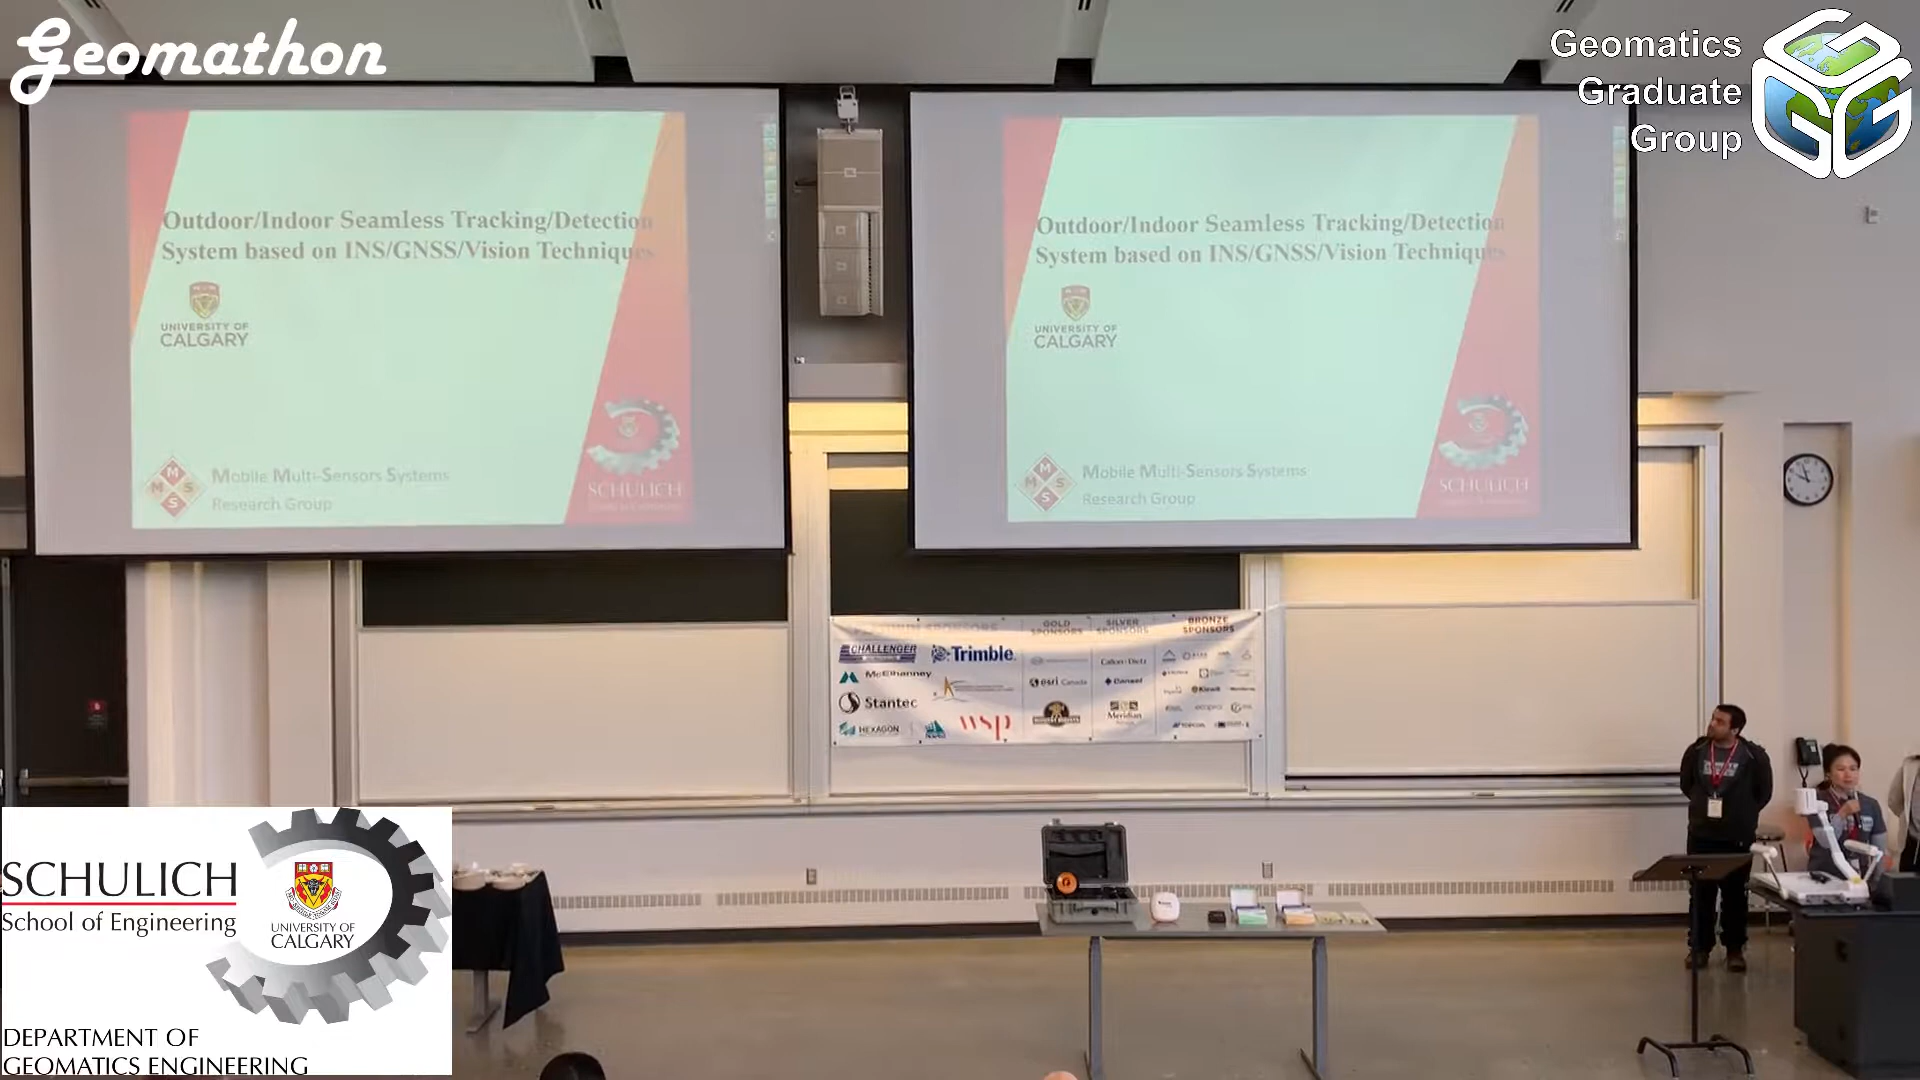 Geomathon
Geomatics
Graduate
Group
Outdoor/Indoor Seamless Tracking/Detection
System based on INS/GNSS/Vision Techniques
UNIVERSITY OF
CALGARY
M
M S
S
Mobile Multi-Sensors Systems
Research Group
SCHULICH
Outdoor/Indoor Seamless Tracking/Detection
System based on INS/GNSS/Vision Techniques
UNIVERSITY OF
CALGARY
M
M S
S
Mobile Multi-Sensors Systems
Research Group
SCHULICH
PLATINUM SPONSORS
GOLD
SPONSORS
SILVER
SPONSORS
BRONZE
SPONSORS
CHALLENGER
Trimble
McElhanney
Stantec
HEXAGON
wsp
esri Canada
Meridian
SCHULICH
School of Engineering
UNIVERSITY OF
CALGARY
DEPARTMENT OF
GEOMATICS ENGINEERING